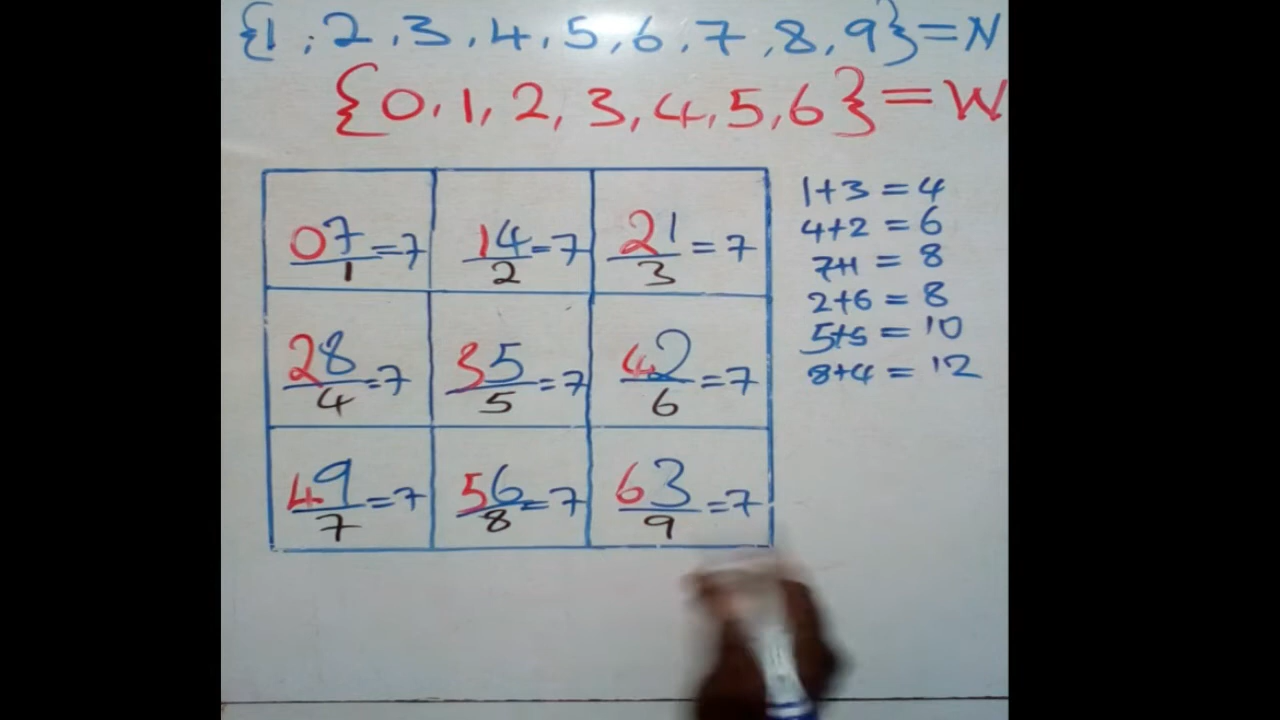 {1,2,3,4,5,6,7,8,9}=N
{0,1,2,3,4,5,6}=W
07/1=7 14/2=7 21/3=7
28/4=7 35/5=7 42/6=7
49/7=7 56/8=7 63/9=7
1+3=4
4+2=6
7+1=8
2+6=8
5+5=10
8+4=12